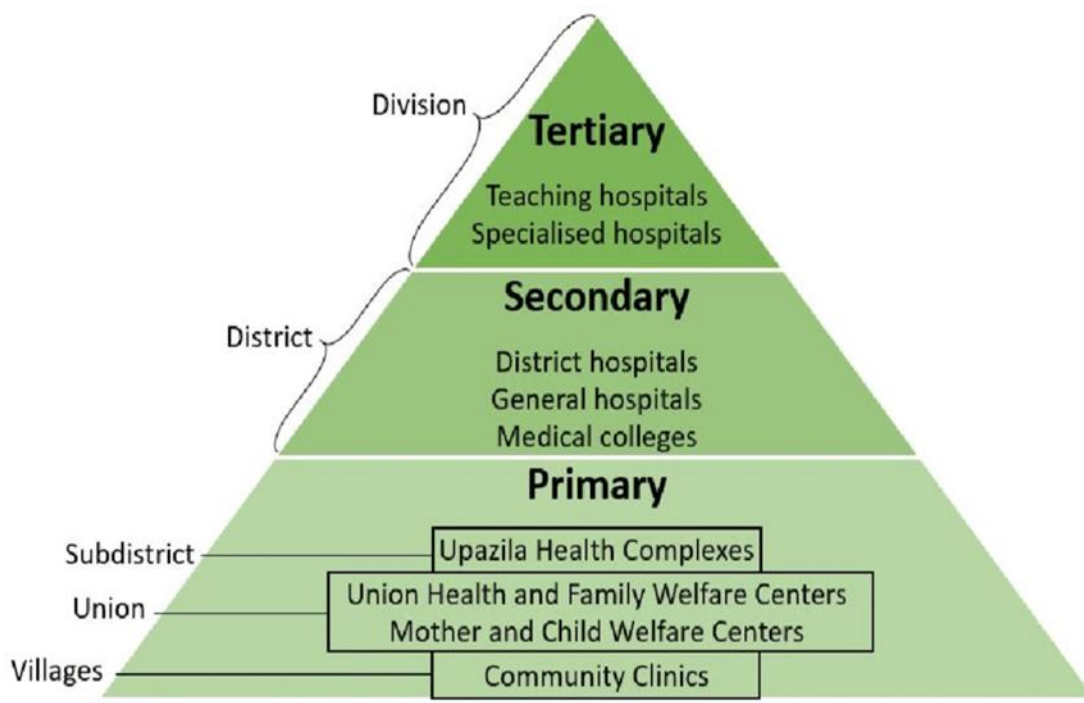 Division
Tertiary
Teaching hospitals
Specialised hospitals
Secondary
District
District hospitals
General hospitals
Medical colleges
Primary
Subdistrict
Upazila Health Complexes
Union
Union Health and Family Welfare Centers
Mother and Child Welfare Centers
Villages
Community Clinics